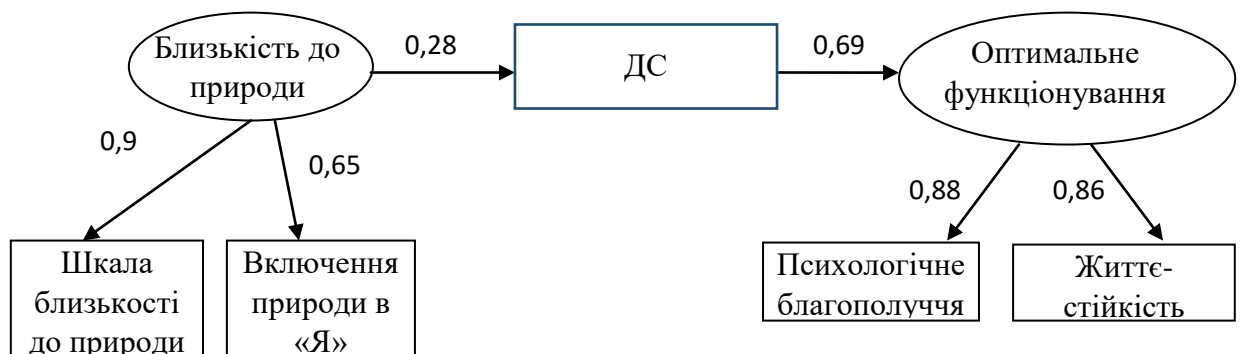 Близькість до
природи
0,28
ДС
0,69
Оптимальне
функціонування
0,9
0,65
0,88
0,86
Шкала
близькості
до природи
Включення
природи в
«Я»
Психологічне
благополуччя
Життє-
стійкість